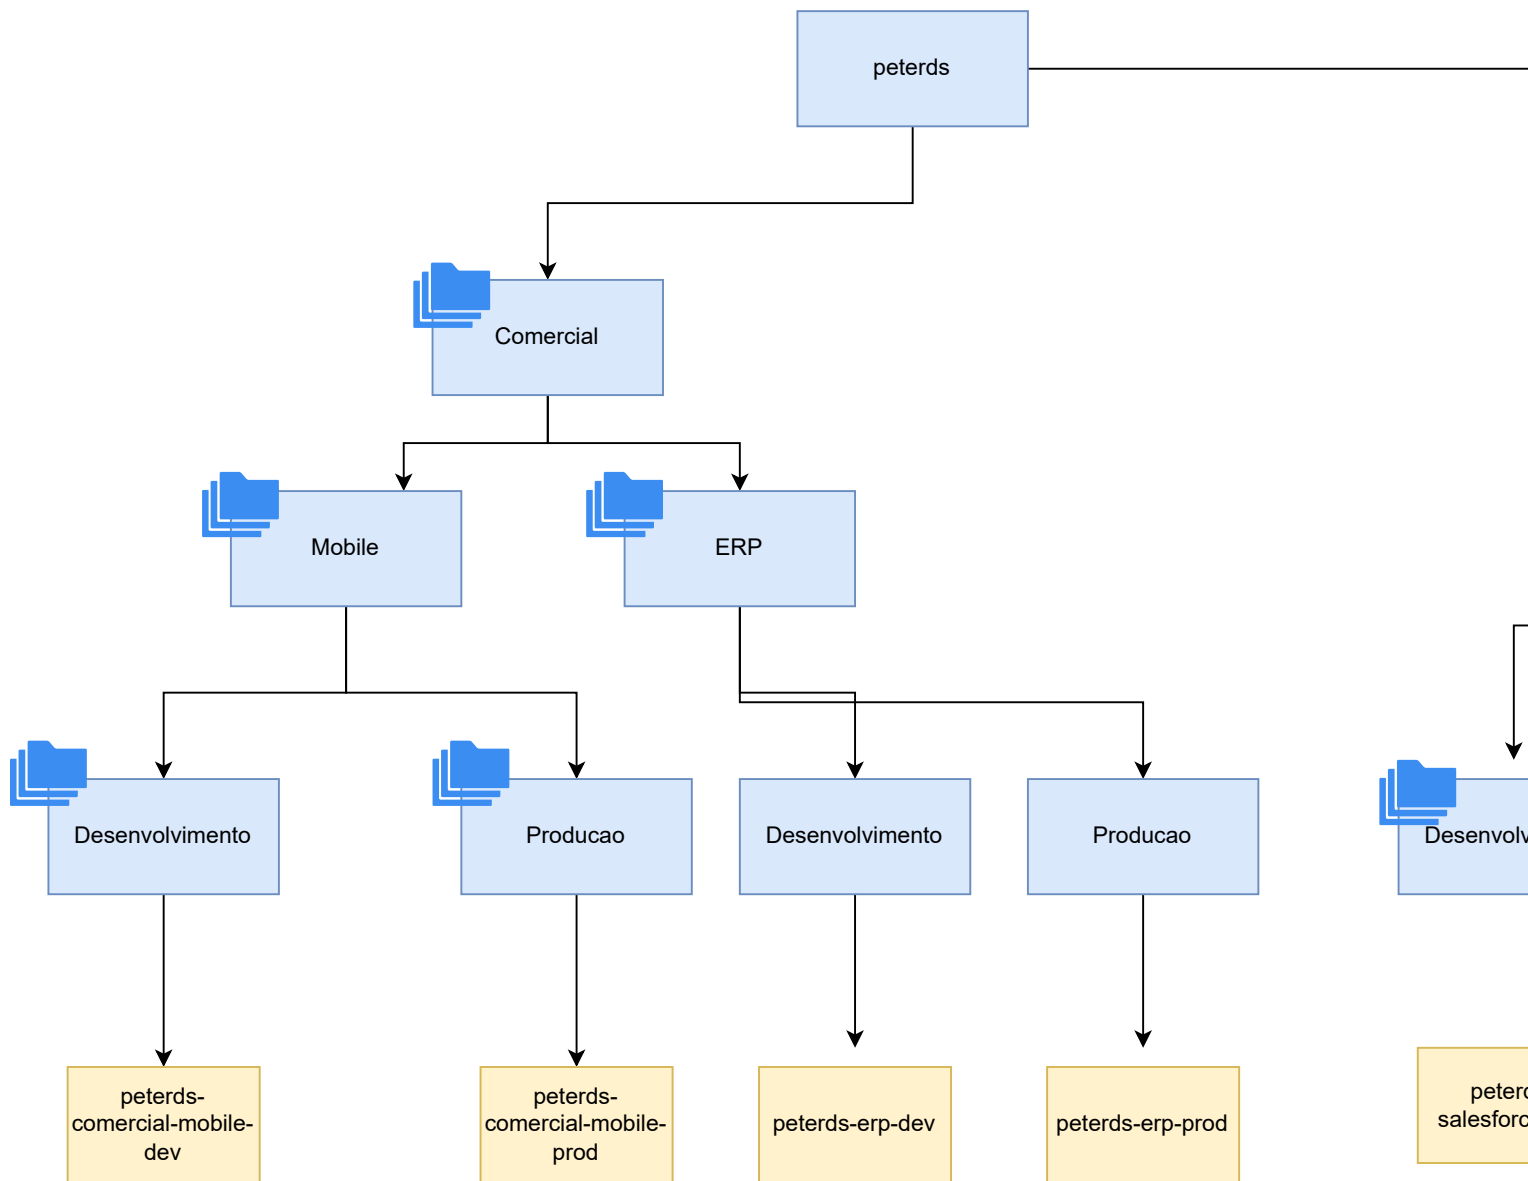 peterds
Comercial
Mobile
ERP
Desenvolvimento
Producao
Desenvolvimento
Producao
peterds-
comercial-mobile-
dev
peterds-
comercial-mobile-
prod
peterds-erp-dev
peterds-erp-prod